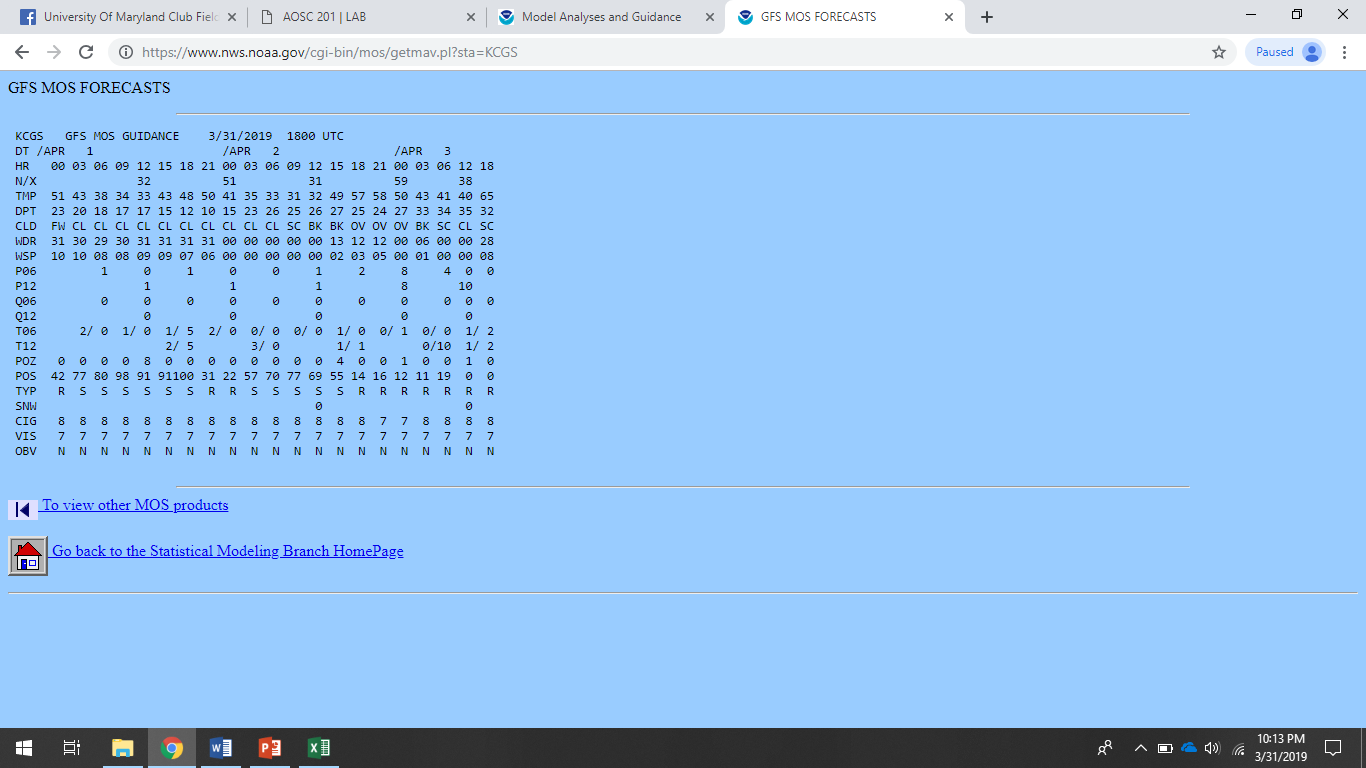 University Of Maryland Club Fiel
AOSC 201 | LAB
Model Analyses and Guidance
GFS MOS FORECASTS
https://www.nws.noaa.gov/cgi-bin/mos/getmav.pl?sta=KCGS
Paused
GFS MOS FORECASTS
KCGS   GFS MOS GUIDANCE    3/31/2019  1800 UTC
DT /APR   1                  /APR   2                /APR   3
HR   00 03 06 09 12 15 18 21 00 03 06 09 12 15 18 21 00 03 06 12 18
N/X              32          51          31          59       38
TMP  51 43 38 34 33 43 48 50 41 35 33 31 32 49 57 58 50 43 41 40 65
DPT  23 20 18 17 17 15 12 10 15 23 26 25 26 27 25 24 27 33 34 35 32
CLD  FW CL CL CL CL CL CL CL CL CL CL SC BK BK OV OV OV BK SC CL SC
WDR  31 30 29 30 31 31 31 31 00 00 00 00 00 13 12 12 00 06 00 00 28
WSP  10 10 08 08 09 09 07 06 00 00 00 00 00 02 03 05 00 01 00 00 08
P06         1     0     1     0     0     1     2     8     4  0  0
P12               1           1           1           8       10
Q06         0     0     0     0     0     0     0     0     0  0  0
Q12               0           0           0           0        0
T06      2/ 0  1/ 0  1/ 5  2/ 0  0/ 0  0/ 0  1/ 0  0/ 1  0/ 0  1/ 2
T12                  2/ 5        3/ 0        1/ 1        0/10  1/ 2
POZ   0  0  0  0  8  0  0  0  0  0  0  0  0  4  0  0  1  0  0  1  0
POS  42 77 80 98 91 91100 31 22 57 70 77 69 55 14 16 12 11 19  0  0
TYP   R  S  S  S  S  S  S  R  R  S  S  S  S  S  R  R  R  R  R  R  R
SNW                                       0                    0
CIG   8  8  8  8  8  8  8  8  8  8  8  8  8  8  8  7  7  8  8  8  8
VIS   7  7  7  7  7  7  7  7  7  7  7  7  7  7  7  7  7  7  7  7  7
OBV   N  N  N  N  N  N  N  N  N  N  N  N  N  N  N  N  N  N  N  N  N
To view other MOS products
Go back to the Statistical Modeling Branch HomePage
10:13 PM
3/31/2019